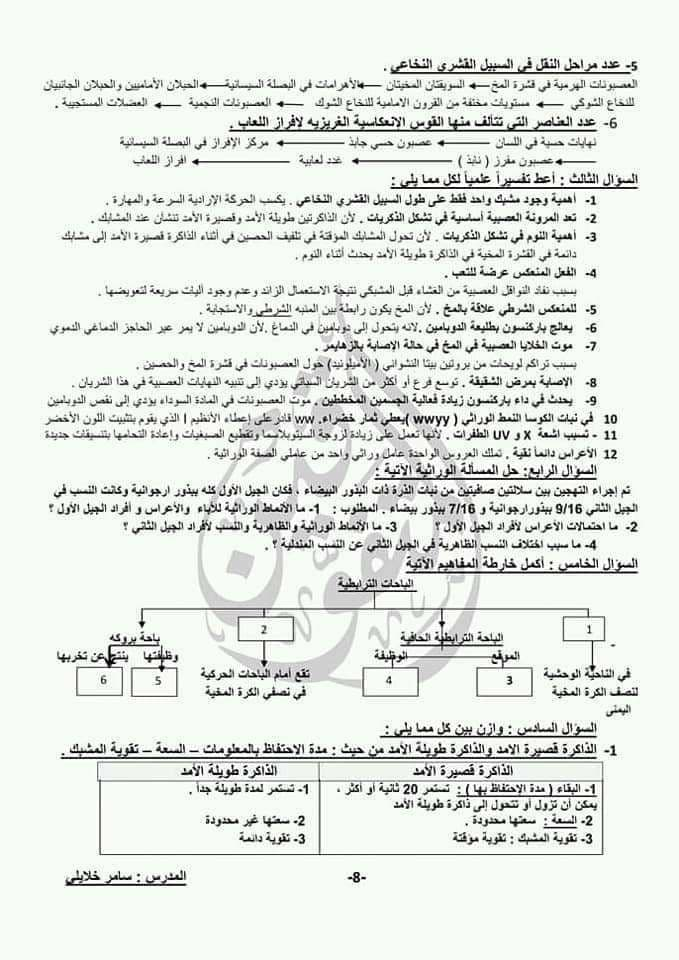 5- عدد مراحل النقل في السبيل القشري النخاعي .
العصبونات الهرمية في قشرة المخ ← السويقتان المخيتان ← الأهرامات في البصلة السيسائية ← الحبلان الأماميين والحبلان الجانبيان
للنخاع الشوكي ← مستويات مختفة من القرون الامامية للنخاع الشوك ← العصبونات النجمية ← العضلات المستجيبة .
6- عدد العناصر التي تتألف منها القوس الإنعكاسية الغريزيه لإفراز اللعاب .
نهايات حسية في اللسان ← عصبون حسي جابذ ← مركز الإفراز في البصلة السيسائية
← عصبون مفرز ( نابذ ) ← غدد لعابية ← افراز اللعاب
السؤال الثالث : أعط تفسيراً علمياً لكل مما يلي :
1- أهمية وجود مشبك واحد فقط على طول السبيل القشري النخاعي . يكسب الحركة الإرادية السرعة والمهارة .
2- تعد المرونة العصبية أساسية في تشكل الذكريات . لأن الذاكرتين طويلة الأمد وقصيرة الأمد تنشأن عند المشابك .
3- أهمية النوم في تشكل الذكريات . لأن تحول المشابك المؤقتة في تلفيف الحصين في أثناء الذاكرة قصيرة الأمد إلى مشابك
دائمة في القشرة المخية في الذاكرة طويلة الأمد يحدث أثناء النوم .
4- الفعل المنعكس عرضة للتعب .
بسبب نفاد النواقل العصبية من الغشاء قبل المشبكي نتيجة الاستعمال الزائد وعدم وجود آليات سريعة لتعويضها .
5- للمنعكس الشرطي علاقة بالمخ . لأن المخ يكون رابطة بين المنبه الشرطي والاستجابة .
6- يعالج باركنسون بطليعة الدوبامين .لانه يتحول إلى دوبامين في الدماغ .لأن الدوبامين لا يمر عبر الحاجز الدماغي الدموي
7- موت الخلايا العصبية في المخ في حالة الإصابة بالزهايمر .
بسبب تراكم لويحات من بروتين بيتا النشواني ( الأميلوئيد) حول العصبونات في قشرة المخ والحصين .
8- الإصابة بمرض الشقيقة . توسع فرع أو أكثر من الشريان السباتي يؤدي إلى تنبيه النهايات العصبية في هذا الشريان .
9- يحدث في داء باركنسون زيادة فعالية الجسمين المخططين . موت العصبونات في المادة السوداء يؤدي إلى نقص الدوبامين
10 في نبات الكوسا النمط الوراثي ( wwyy )يعطي ثمار خضراء. ww قادرعلى إعطاء الأنظيم I الذي يقوم بتثبيت اللون الأخضر
11 - تسبب اشعة X و UV الطفرات . لأنها تعمل على زيادة لزوجة السيتوبلاسما وتقطيع الصبغيات وإعادة التحامها بتنسيقات جديدة
12 الأعراس دائماً نقية . تملك العروس الواحدة عامل وراثي واحد من عاملي الصفة الوراثية .
السؤال الرابع: حل المسألة الوراثية الآتية :
تم إجراء التهجين بين سلالتين صافيتين من نبات الذرة ذات البذور البيضاء ، فكان الجيل الأول كله ببذور ارجوانية وكانت النسب في
الجيل الثاني 9/16 ببذورارجوانية و 7/16 ببذور بيضاء . المطلوب : 1- ما الأنماط الوراثية للأباء والأعراس و أفراد الجيل الأول ؟
2- ما احتمالات الأعراس لأفراد الجيل الأول ؟ 3- ما الأنماط الوراثية والظاهرية والنسب لأفراد الجيل الثاني ؟
4- ما سبب اختلاف النسب الظاهرية في الجيل الثاني عن النسب المندلية ؟ .
السؤال الخامس : أكمل خارطة المفاهيم الآتية
الباحات الترابطية
1 الباحة الترابطية الحافية 2 باحة بروكه
- الموقع الوظيفة وظيفتها ينتج عن تخربها
في الناحية الوحشية 3 4 تقع أمام الباحات الحركية 5 6
لنصف الكرة المخية في نصفي الكرة المخية
اليمنى
السؤال السادس : وازن بين كل مما يلي :
1- الذاكرة قصيرة الامد والذاكرة طويلة الأمد من حيث : مدة الاحتفاظ بالمعلومات – السعة – تقوية المشبك .
الذاكرة قصيرة الأمد الذاكرة طويلة الأمد
1- البقاء ( مدة الإحتفاظ بها ) : تستمر 20 ثانية أو أكثر ، 1- تستمر لمدة طويلة جداً .
يمكن أن تزول أو تتحول إلى ذاكرة طويلة الأمد
2- السعة : سعتها محدودة . 2- سعتها غير محدودة
3- تقوية المشبك : تقوية مؤقتة 3- تقوية دائمة
-8- المدرس : سامر خلايلي